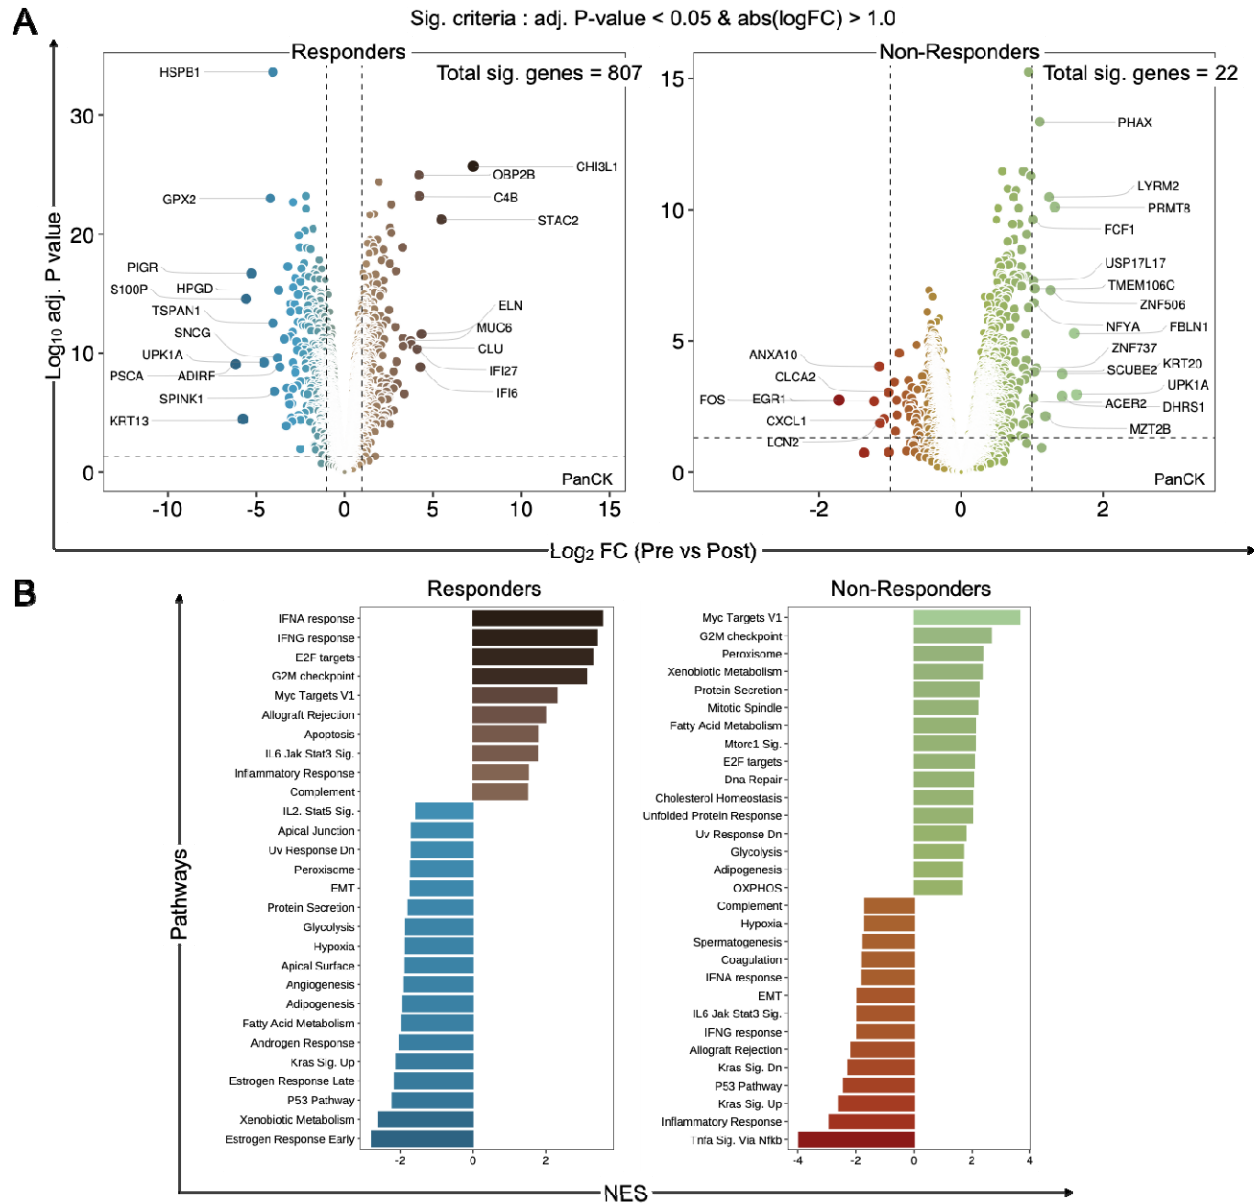 A
Sig. criteria : adj. P-value < 0.05 & abs(logFC) > 1.0
Responders
Total sig. genes = 807
HSPB1
GPX2
PIGR
S100P
HPGD
TSPAN1
SNCG
UPK1A
PSCA
ADIRF
SPINK1
KRT13
CHI3L1
OBP2B
C4B
STAC2
ELN
MUC6
CLU
IFI27
IFI6
PanCK
30
20
10
0
-10 -5 0 5 10 15
Log10 adj. P value
Non-Responders
Total sig. genes = 22
PHAX
LYRM2
PRMT8
FCF1
USP17L17
TMEM106C
ZNF506
NFYA
FBLN1
ZNF737
SCUBE2
KRT20
UPK1A
ACER2
DHRS1
MZT2B
ANXA10
CLCA2
FOS
EGR1
CXCL1
LCN2
PanCK
15
10
5
0
-2 0 2
Log2 FC (Pre vs Post)
B
Responders
IFNA response
IFNG response
E2F targets
G2M checkpoint
Myc Targets V1
Allograft Rejection
Apoptosis
IL6 Jak Stat3 Sig.
Inflammatory Response
Complement
IL2. Stat5 Sig.
Apical Junction
Uv Response Dn
Peroxisome
EMT
Protein Secretion
Glycolysis
Hypoxia
Apical Surface
Angiogenesis
Adipogenesis
Fatty Acid Metabolism
Androgen Response
Kras Sig. Up
Estrogen Response Late
P53 Pathway
Xenobiotic Metabolism
Estrogen Response Early
-2 0 2
Pathways
Non-Responders
Myc Targets V1
G2M checkpoint
Peroxisome
Xenobiotic Metabolism
Protein Secretion
Mitotic Spindle
Fatty Acid Metabolism
Mtorc1 Sig.
E2F targets
Dna Repair
Cholesterol Homeostasis
Unfolded Protein Response
Uv Response Dn
Glycolysis
Adipogenesis
OXPHOS
Complement
Hypoxia
Spermatogenesis
Coagulation
IFNA response
EMT
IL6 Jak Stat3 Sig.
IFNG response
Allograft Rejection
Kras Sig. Dn
P53 Pathway
Kras Sig. Up
Inflammatory Response
Tnfa Sig. Via Nfkb
-4 -2 0 2 4
NES